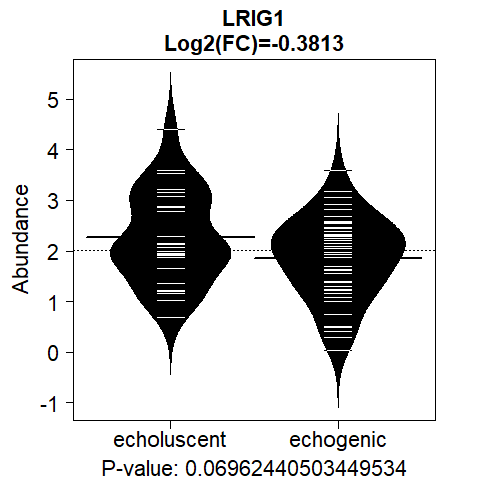 LRIG1
Log2(FC)=-0.3813
Abundance
5
4
3
2
1
0
-1
echoluscent echogenic
P-value: 0.06962440503449534